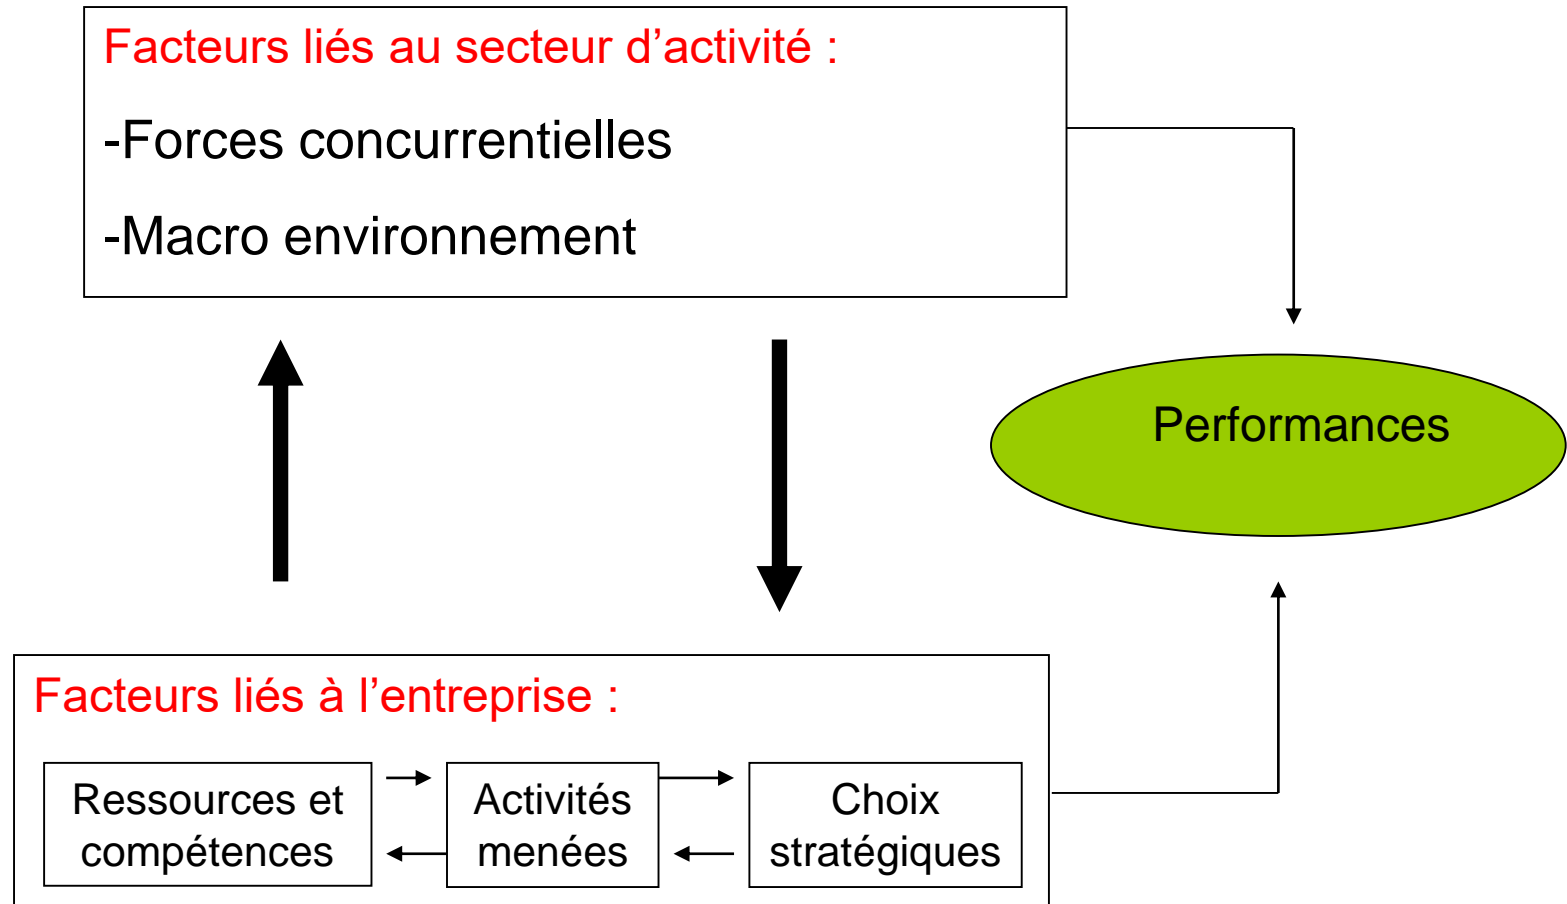 Facteurs liés au secteur d’activité :
-Forces concurrentielles
-Macro environnement
Performances
Facteurs liés à l’entreprise :
Ressources et
compétences
Activités
menées
Choix
stratégiques